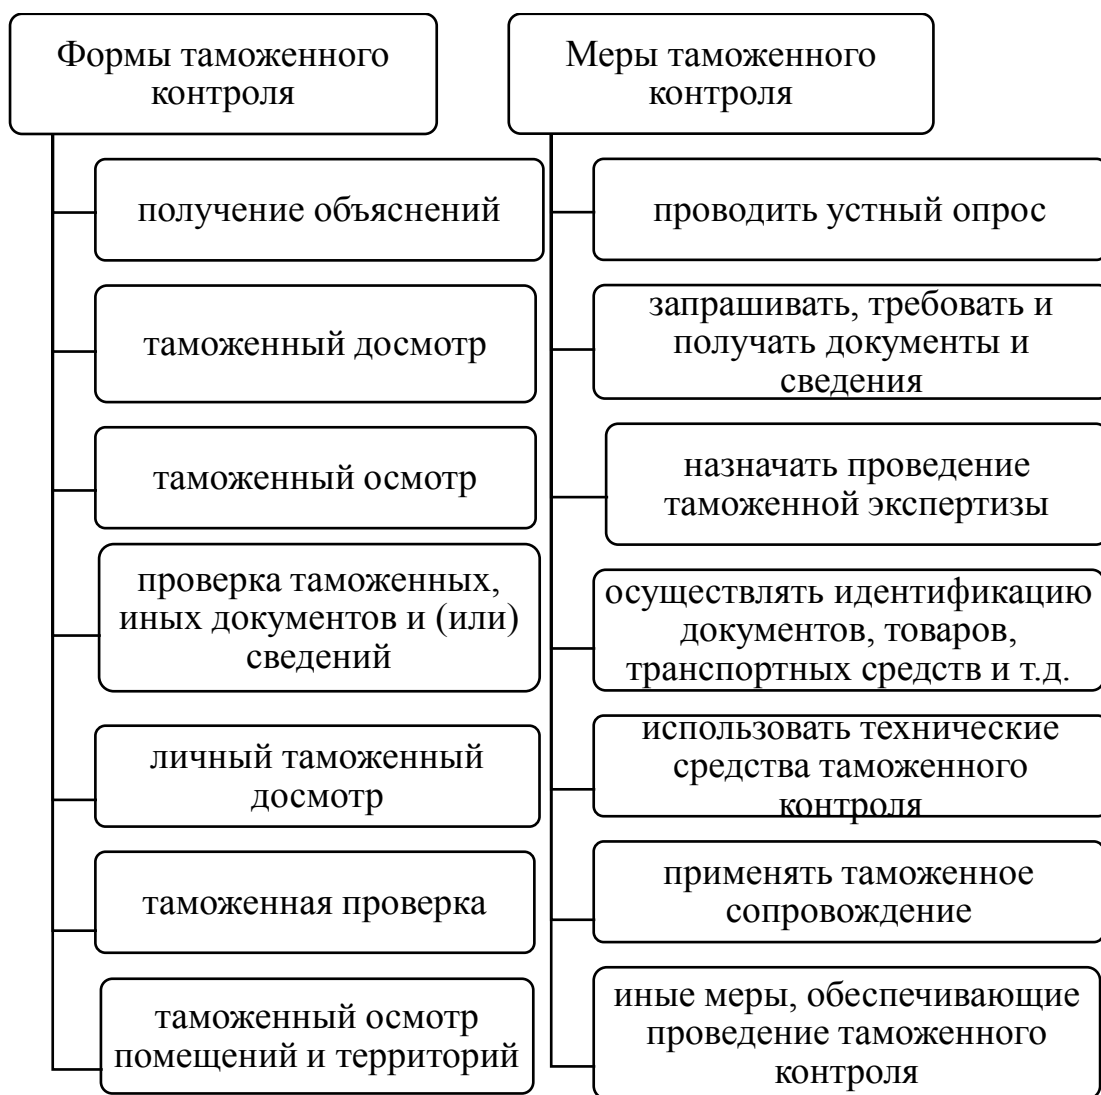 Формы таможенного
контроля
получение объяснений
таможенный досмотр
таможенный осмотр
проверка таможенных,
иных документов и (или)
сведений
личный таможенный
досмотр
таможенная проверка
таможенный осмотр
помещений и территорий
Меры таможенного
контроля
проводить устный опрос
запрашивать, требовать и
получать документы и
сведения
назначать проведение
таможенной экспертизы
осуществлять идентификацию
документов, товаров,
транспортных средств и т.д.
использовать технические
средства таможенного
контроля
применять таможенное
сопровождение
иные меры, обеспечивающие
проведение таможенного
контроля